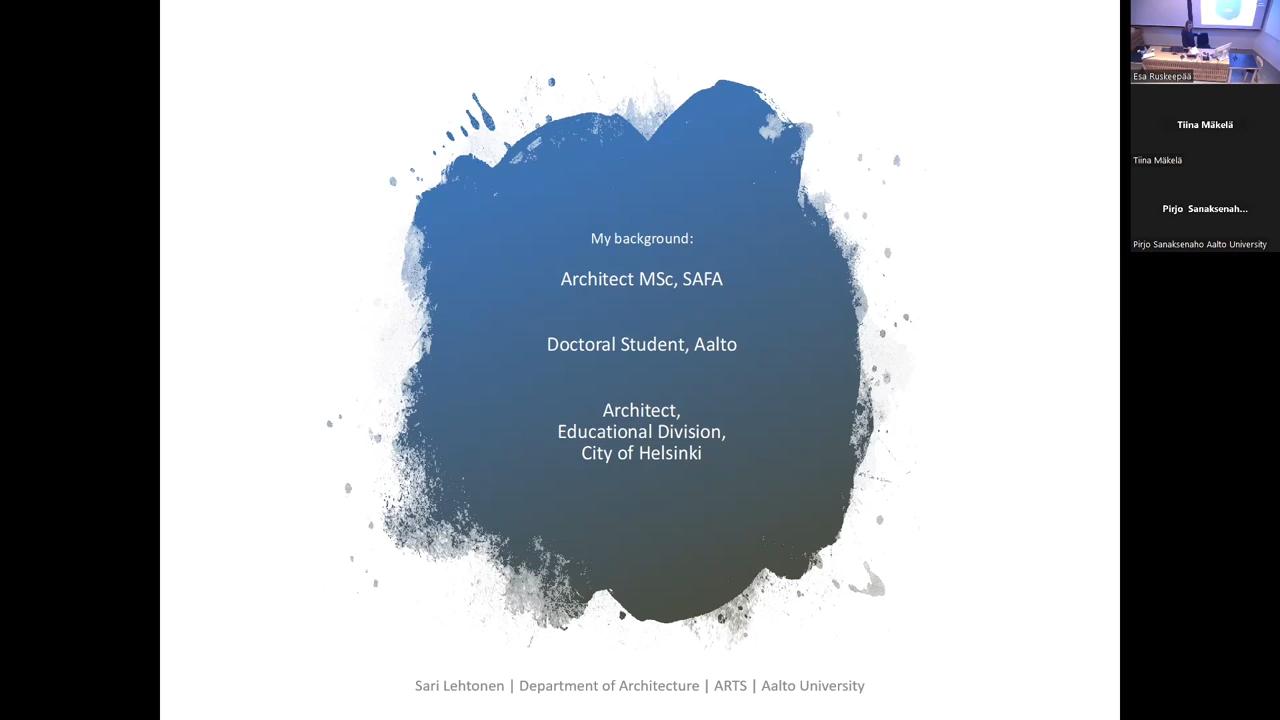 My background:
Architect MSc, SAFA
Doctoral Student, Aalto
Architect,
Educational Division,
City of Helsinki
Sari Lehtonen | Department of Architecture | ARTS | Aalto University
Esa Ruskeepää
Tiina Mäkelä
Tiina Mäkelä
Pirjo Sanaksenah...
Pirjo Sanaksenaho Aalto University